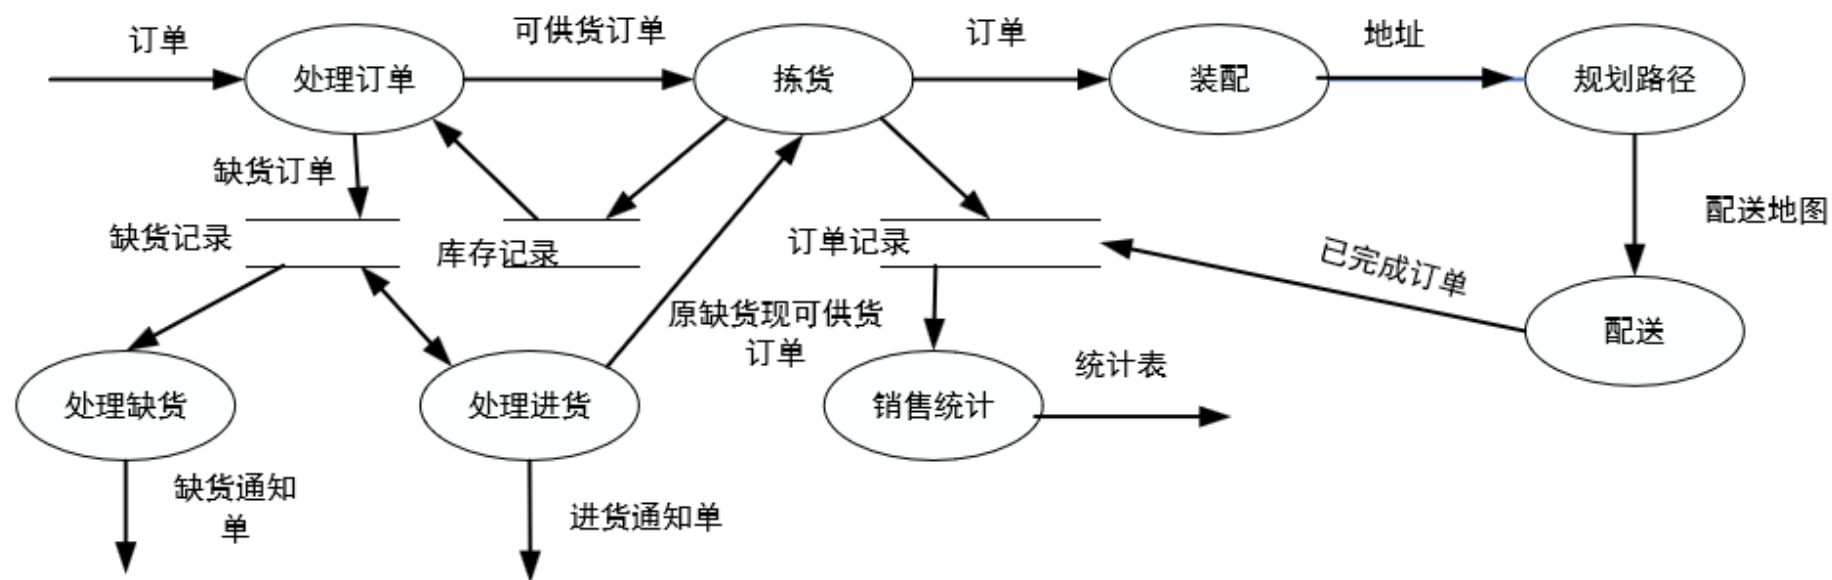 订单
可供货订单
订单
地址
处理订单
拣货
装配
规划路径
缺货订单
配送地图
缺货记录
库存记录
订单记录
已完成订单
原缺货现可供货
订单
配送
统计表
处理缺货
处理进货
销售统计
缺货通知
单
进货通知单